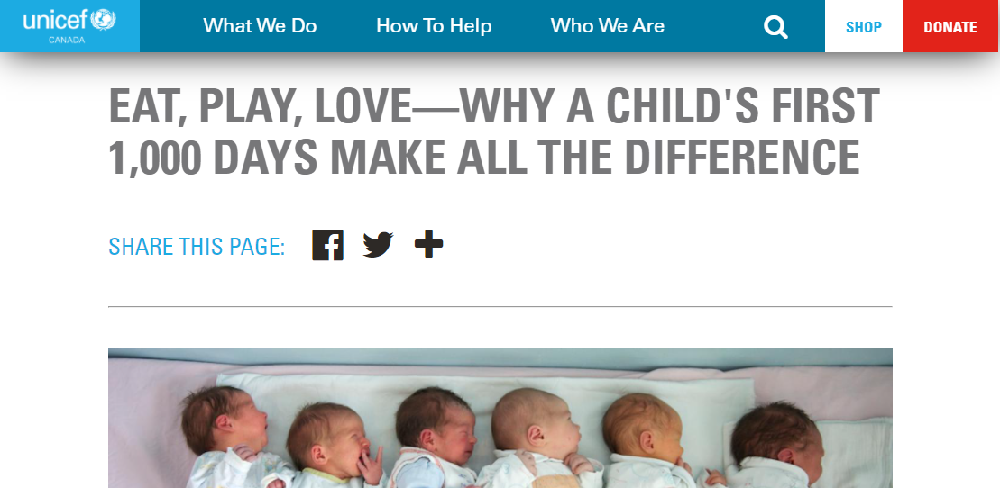 unicef
CANADA
What We Do
How To Help
Who We Are
SHOP
DONATE
EAT, PLAY, LOVE—WHY A CHILD'S FIRST
1,000 DAYS MAKE ALL THE DIFFERENCE
SHARE THIS PAGE: